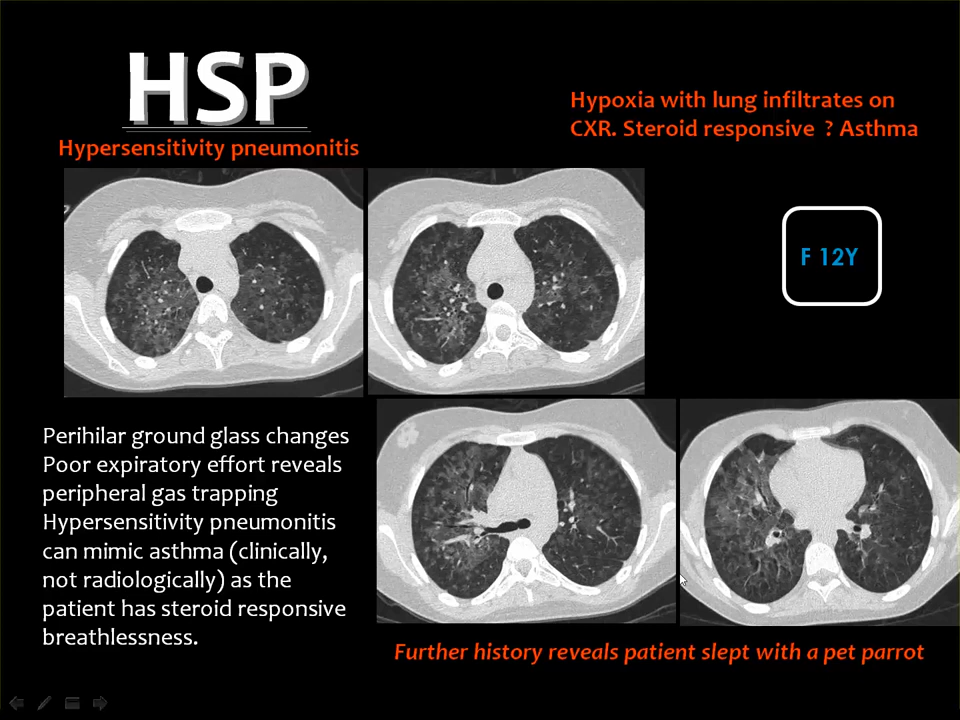 HSP
Hypersensitivity pneumonitis
Hypoxia with lung infiltrates on
CXR. Steroid responsive ? Asthma
F 12Y
Perihilar ground glass changes
Poor expiratory effort reveals
peripheral gas trapping
Hypersensitivity pneumonitis
can mimic asthma (clinically,
not radiologically) as the
patient has steroid responsive
breathlessness.
Further history reveals patient slept with a pet parrot